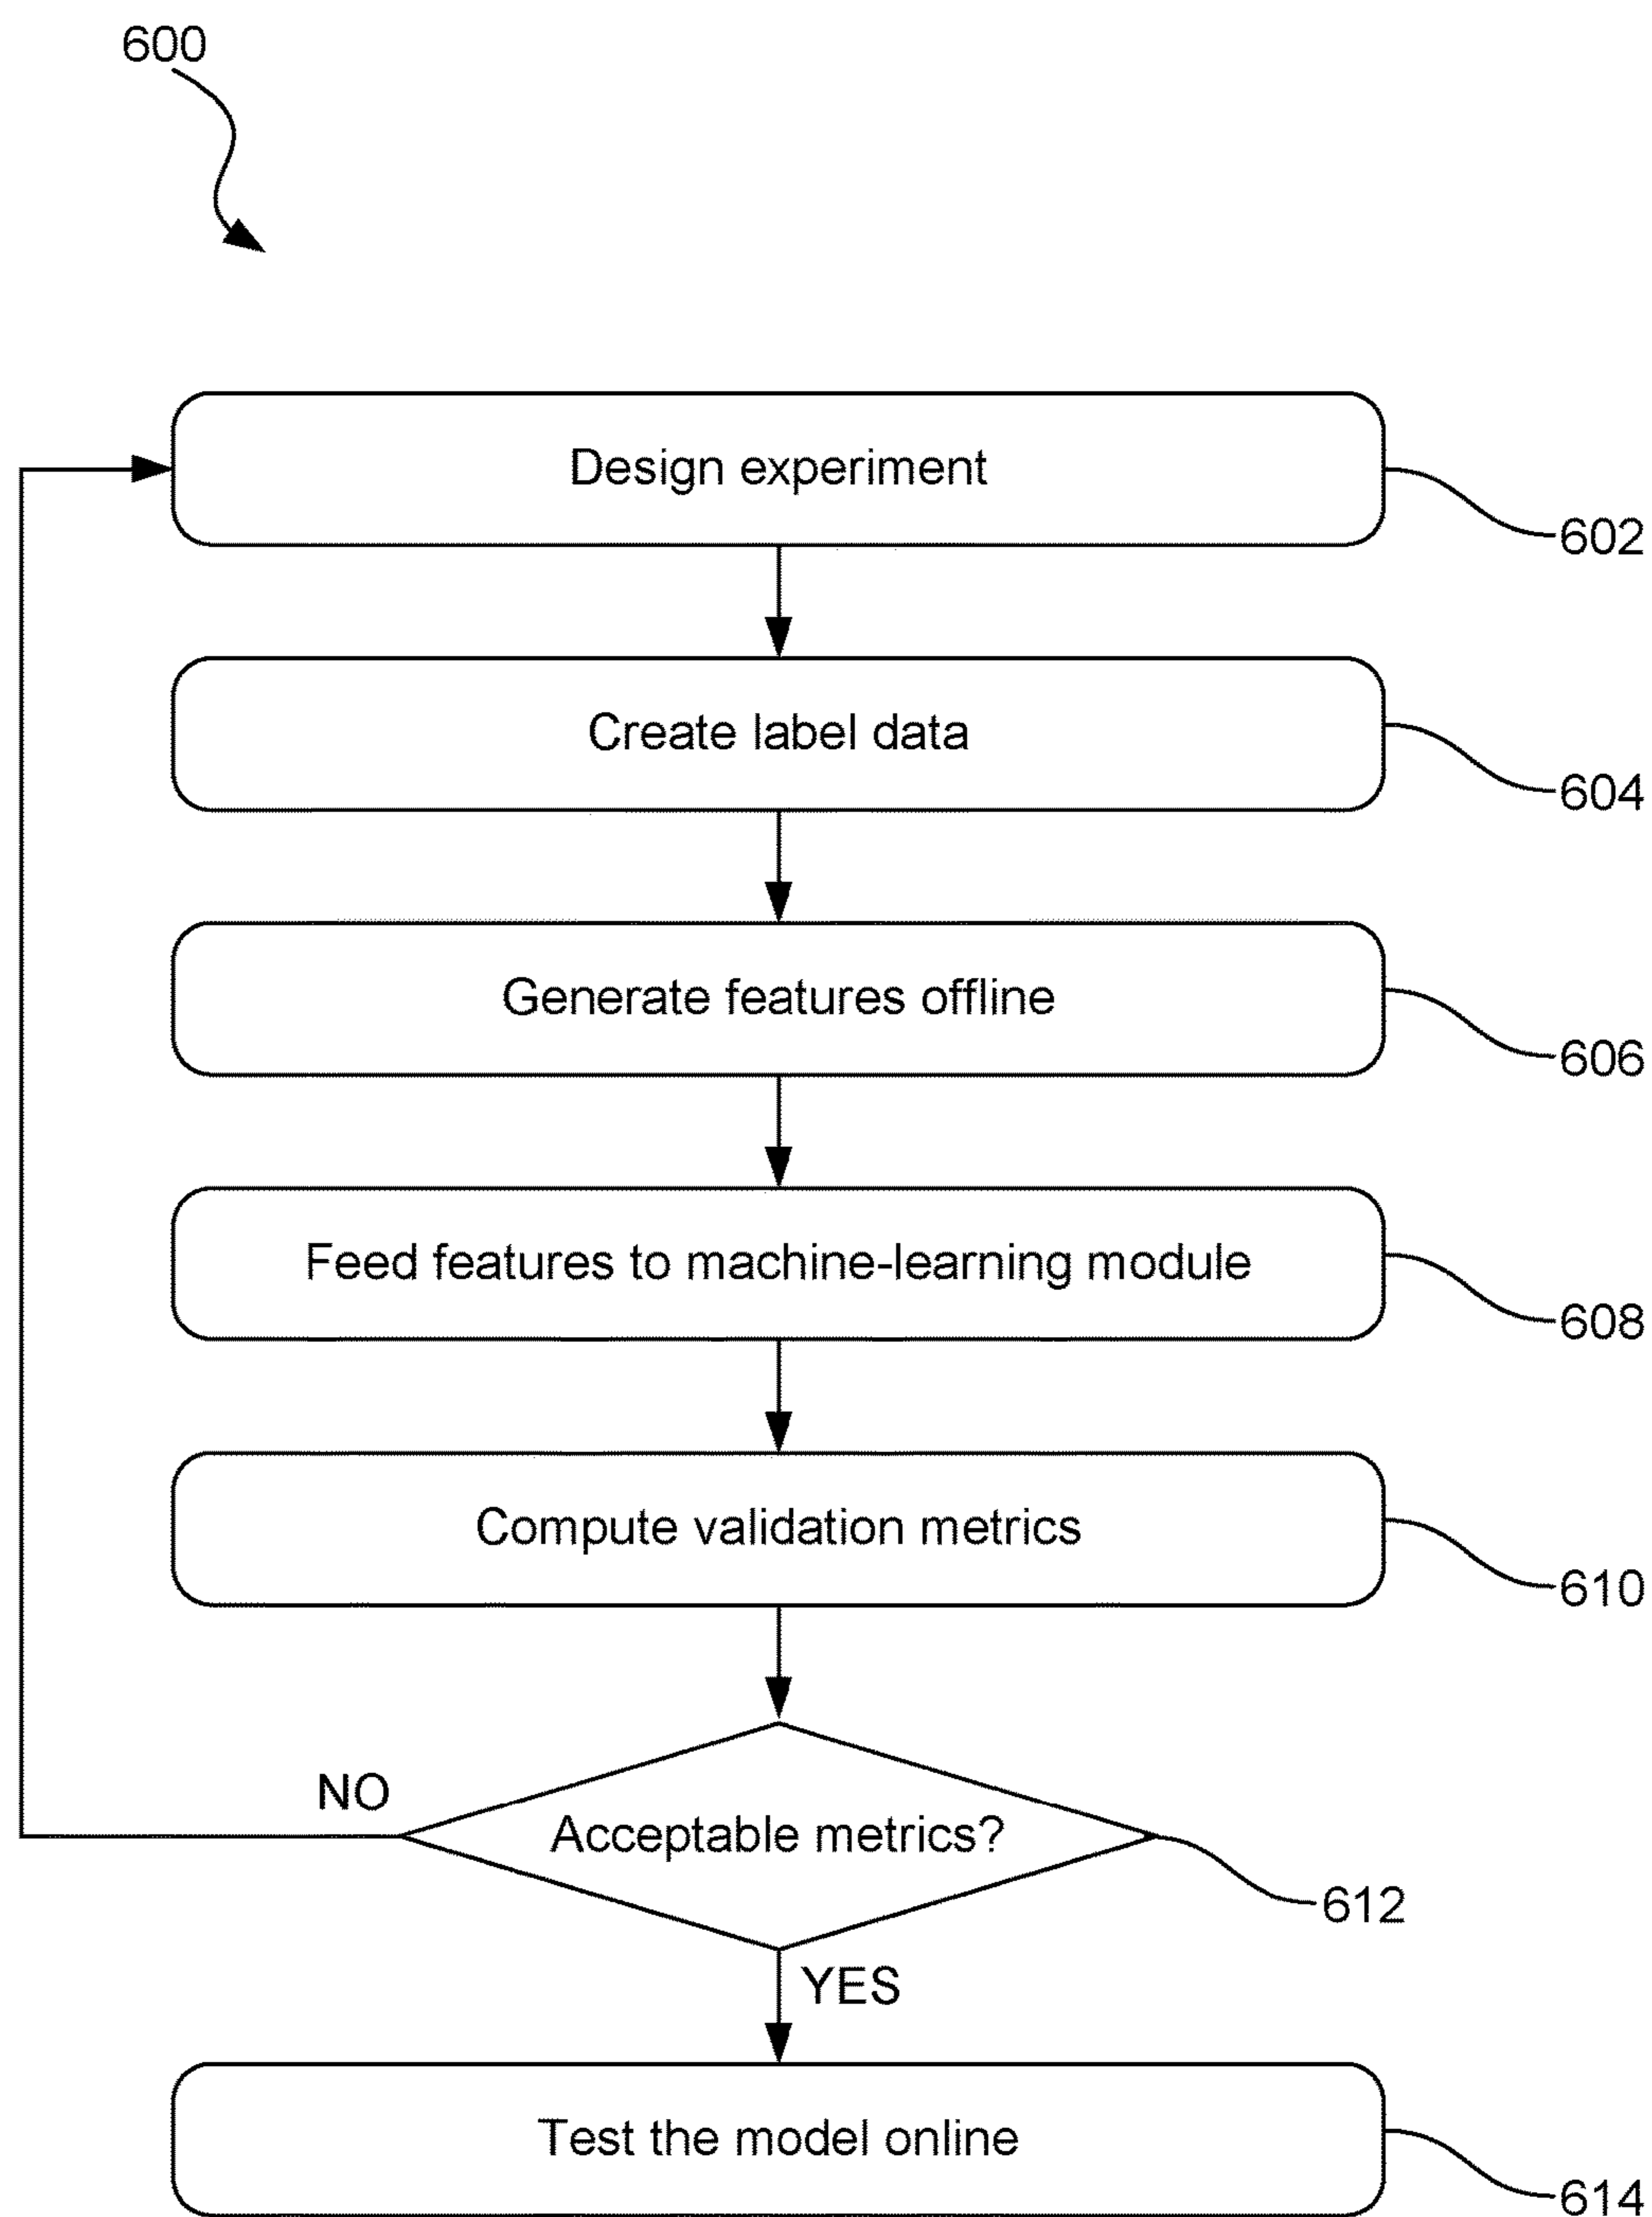 600
Design experiment
602
Create label data
604
Generate features offline
606
Feed features to machine-learning module
608
Compute validation metrics
610
NO
Acceptable metrics?
612
YES
Test the model online
614